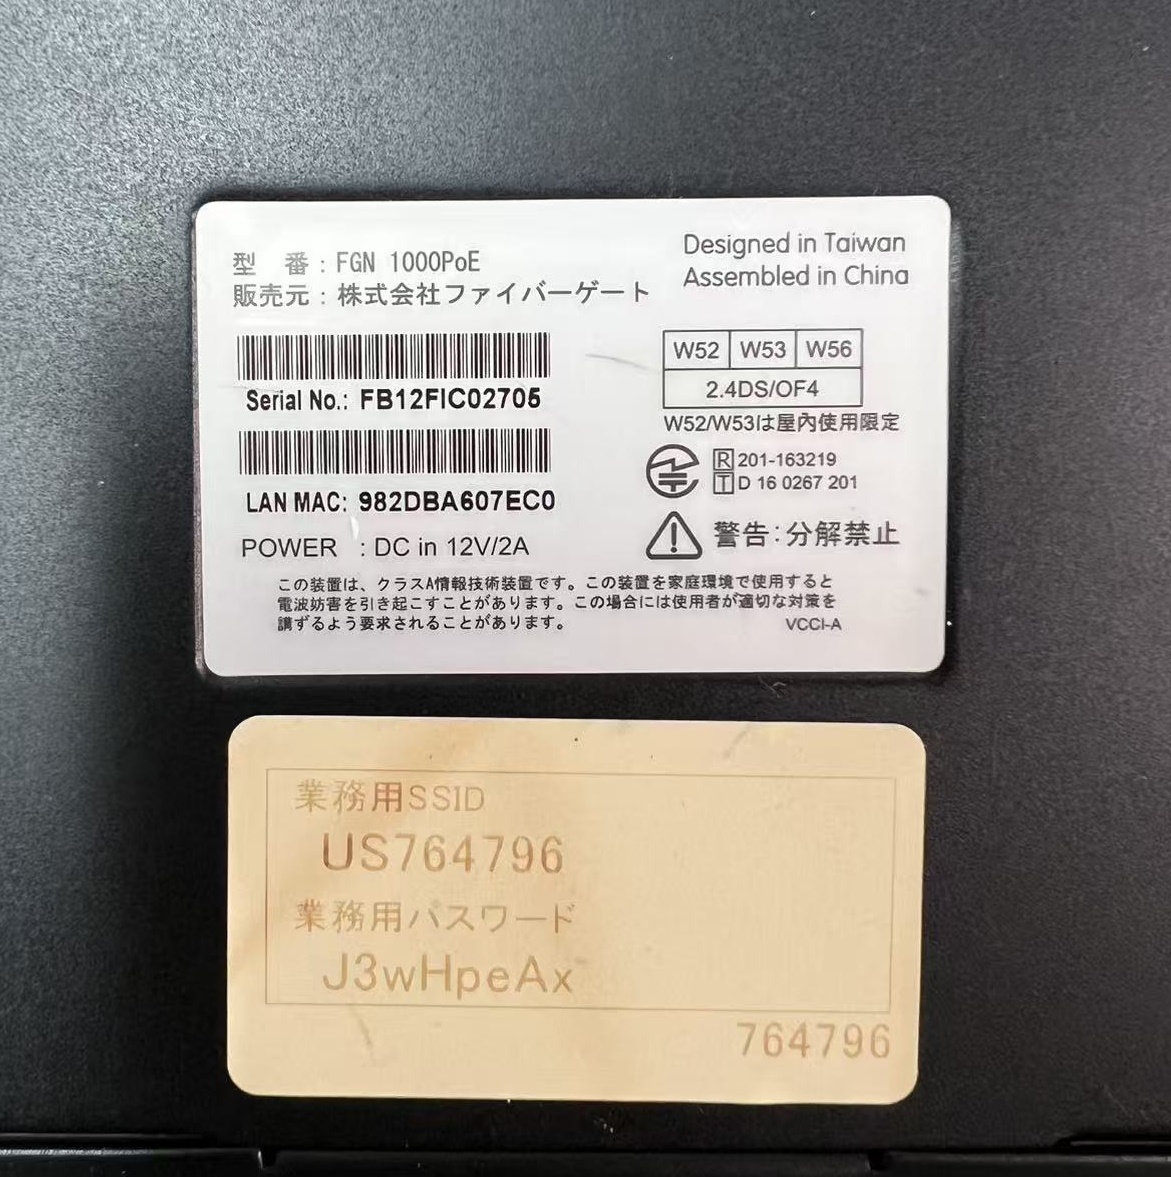 型　番 : FGN 1000PoE
販売元 : 株式会社ファイバーゲート
Designed in Taiwan
Assembled in China
Serial No.: FB12FIC02705
LAN MAC: 982DBA607EC0
POWER : DC in 12V/2A
W52 W53 W56
2.4DS/OF4
W52/W53は屋内使用限定
R 201-163219
T D 16 0267 201
警告:分解禁止
この装置は、クラスA情報技術装置です。この装置を家庭環境で使用すると
電波妨害を引き起こすことがあります。この場合には使用者が適切な対策を
講ずるよう要求されることがあります。
VCCI-A
業務用SSID
US764796
業務用パスワード
J3wHpeAx
764796